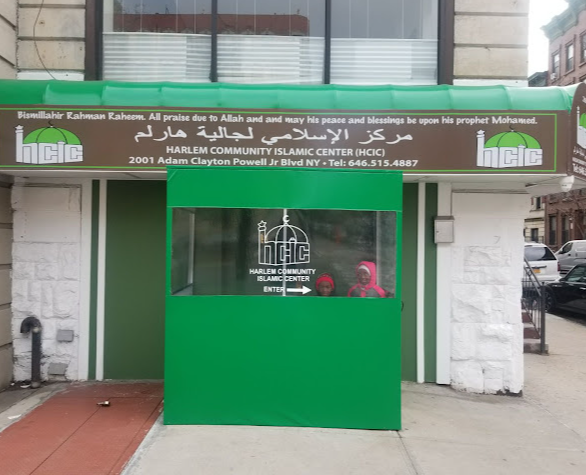 Bismillahir Rahman Raheem. All praise due to Allah and and may his peace and blessings be upon his prophet Mohamed.
مركز الإسلامي لجالية هارلم
hcic
HARLEM COMMUNITY ISLAMIC CENTER (HCIC)
hcic
2001 Adam Clayton Powell Jr Blvd NY • Tel: 646.515.4887
hcic
HARLEM COMMUNITY
ISLAMIC CENTER
ENTER